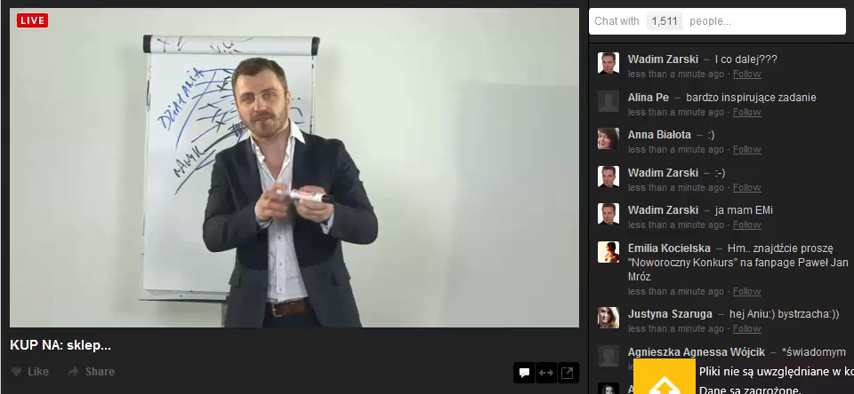 LIVE
DZIAŁANIA
KUP NA: sklep...
Like
Share
Chat with 1,511 people...
Wadim Zarski – I co dalej???
less than a minute ago · Follow
Alina Pe – bardzo inspirujące zadanie
less than a minute ago · Follow
Anna Białota – :)
less than a minute ago · Follow
Wadim Zarski – :-)
less than a minute ago · Follow
Wadim Zarski – ja mam EMi
less than a minute ago · Follow
Emilia Kocielska – Hm.. znajdźcie proszę
"Noworoczny Konkurs" na fanpage Paweł Jan
Mróz
less than a minute ago · Follow
Justyna Szaruga – hej Aniu:) bystrzacha:))
less than a minute ago · Follow
Agnieszka Agnessa Wójcik – *świadomym
Pliki nie są uwzględniane w ko
Dane są zagrożone.